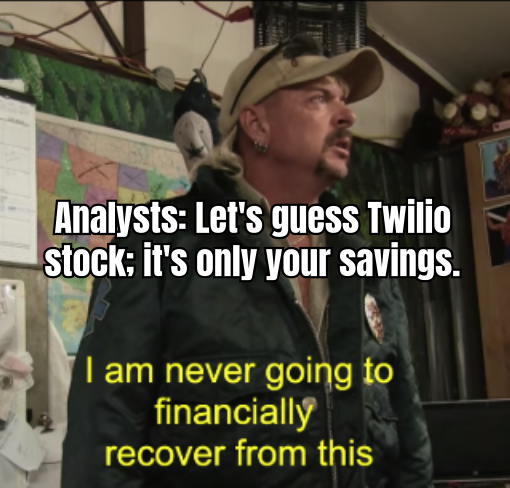 Analysts: Let's guess Twilio
stock; it's only your savings.
I am never going to
financially
recover from this